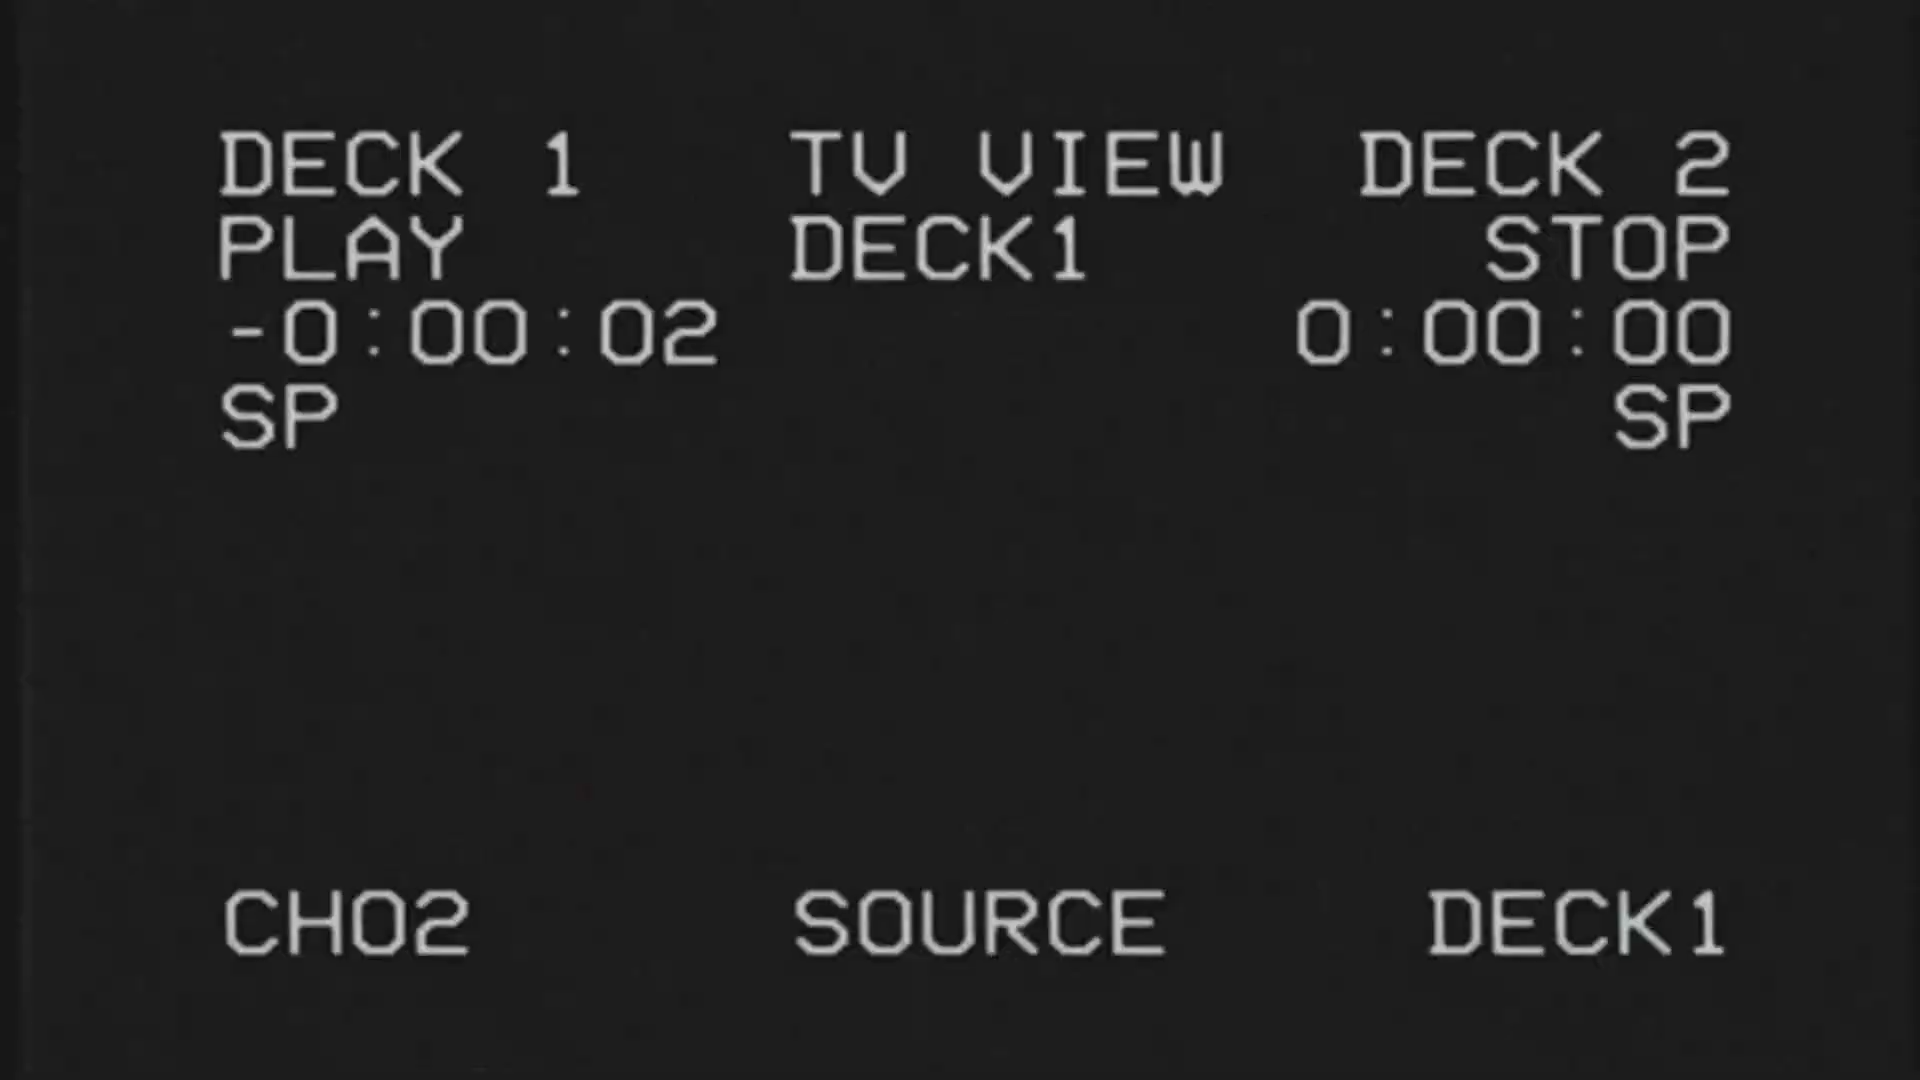 DECK 1 TV VIEW DECK 2
PLAY DECK1 STOP
-0:00:02 0:00:00
SP SP
CH02 SOURCE DECK1